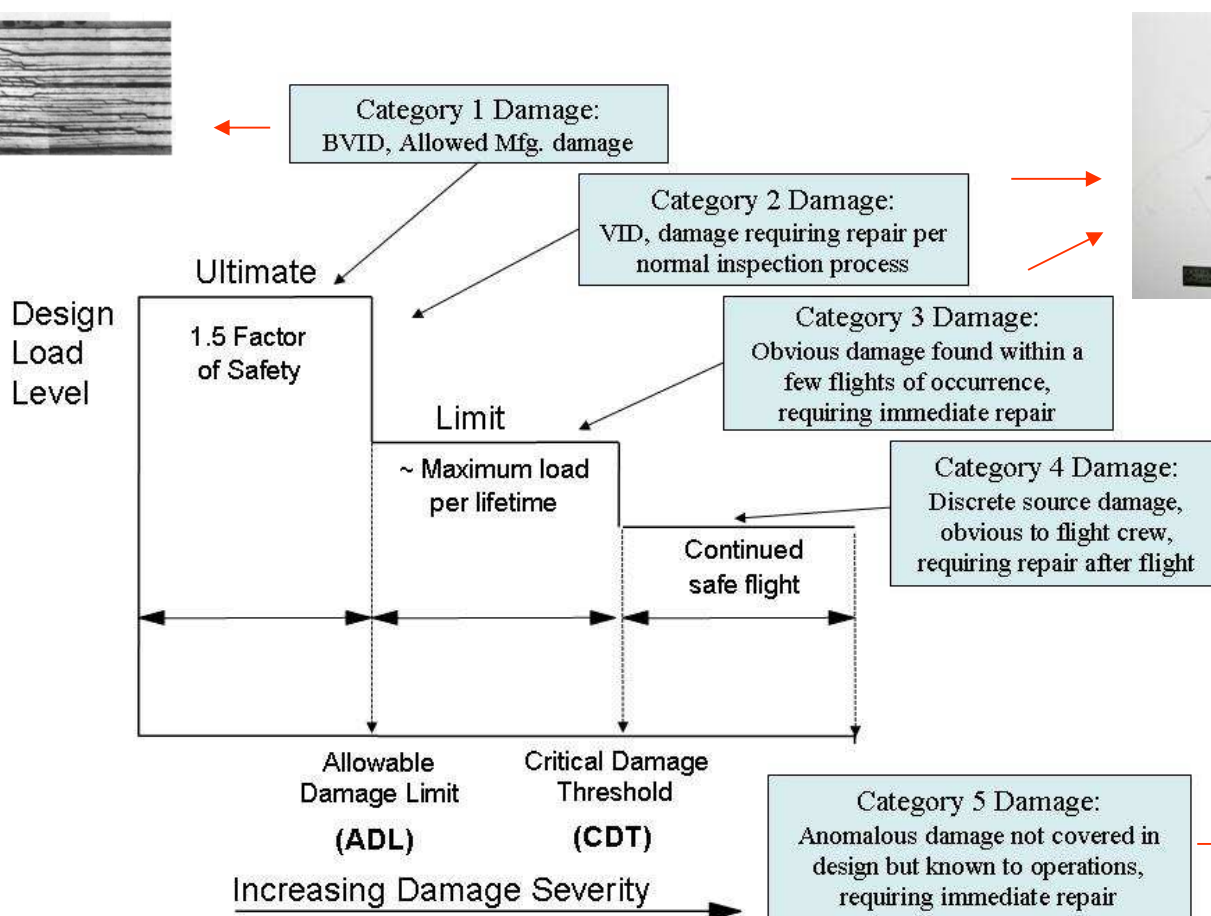 Category 1 Damage:
BVID, Allowed Mfg. damage
Category 2 Damage:
VID, damage requiring repair per
normal inspection process
Ultimate
Design
Load
Level
1.5 Factor
of Safety
Category 3 Damage:
Obvious damage found within a
few flights of occurrence,
requiring immediate repair
Limit
~ Maximum load
per lifetime
Category 4 Damage:
Discrete source damage,
obvious to flight crew,
requiring repair after flight
Continued
safe flight
Allowable
Damage Limit
(ADL)
Critical Damage
Threshold
(CDT)
Category 5 Damage:
Anomalous damage not covered in
design but known to operations,
requiring immediate repair
Increasing Damage Severity